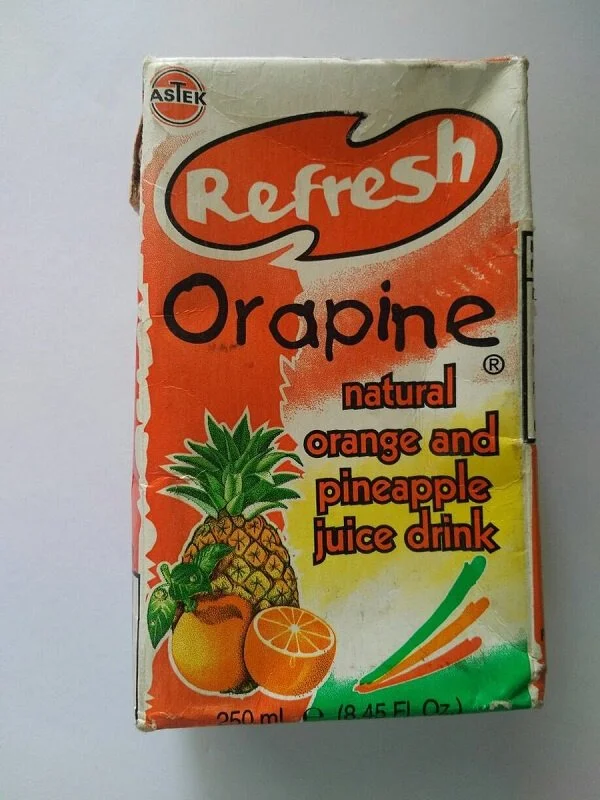 ASTEK
Refresh
Orapine
®
natural
orange and
pineapple
juice drink
250 ml ℮ (8.45 Fl. Oz.)